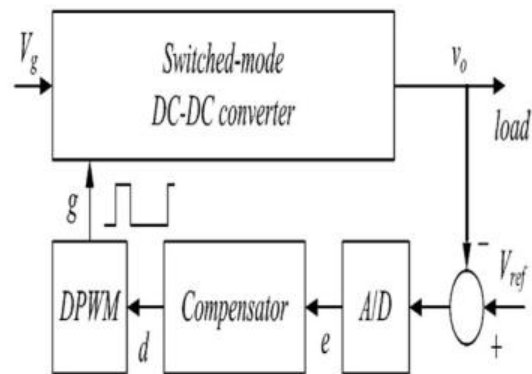 V_g
Switched-mode
DC-DC converter
v_o
load
g
−
V_ref
+
DPWM
d
Compensator
e
A/D